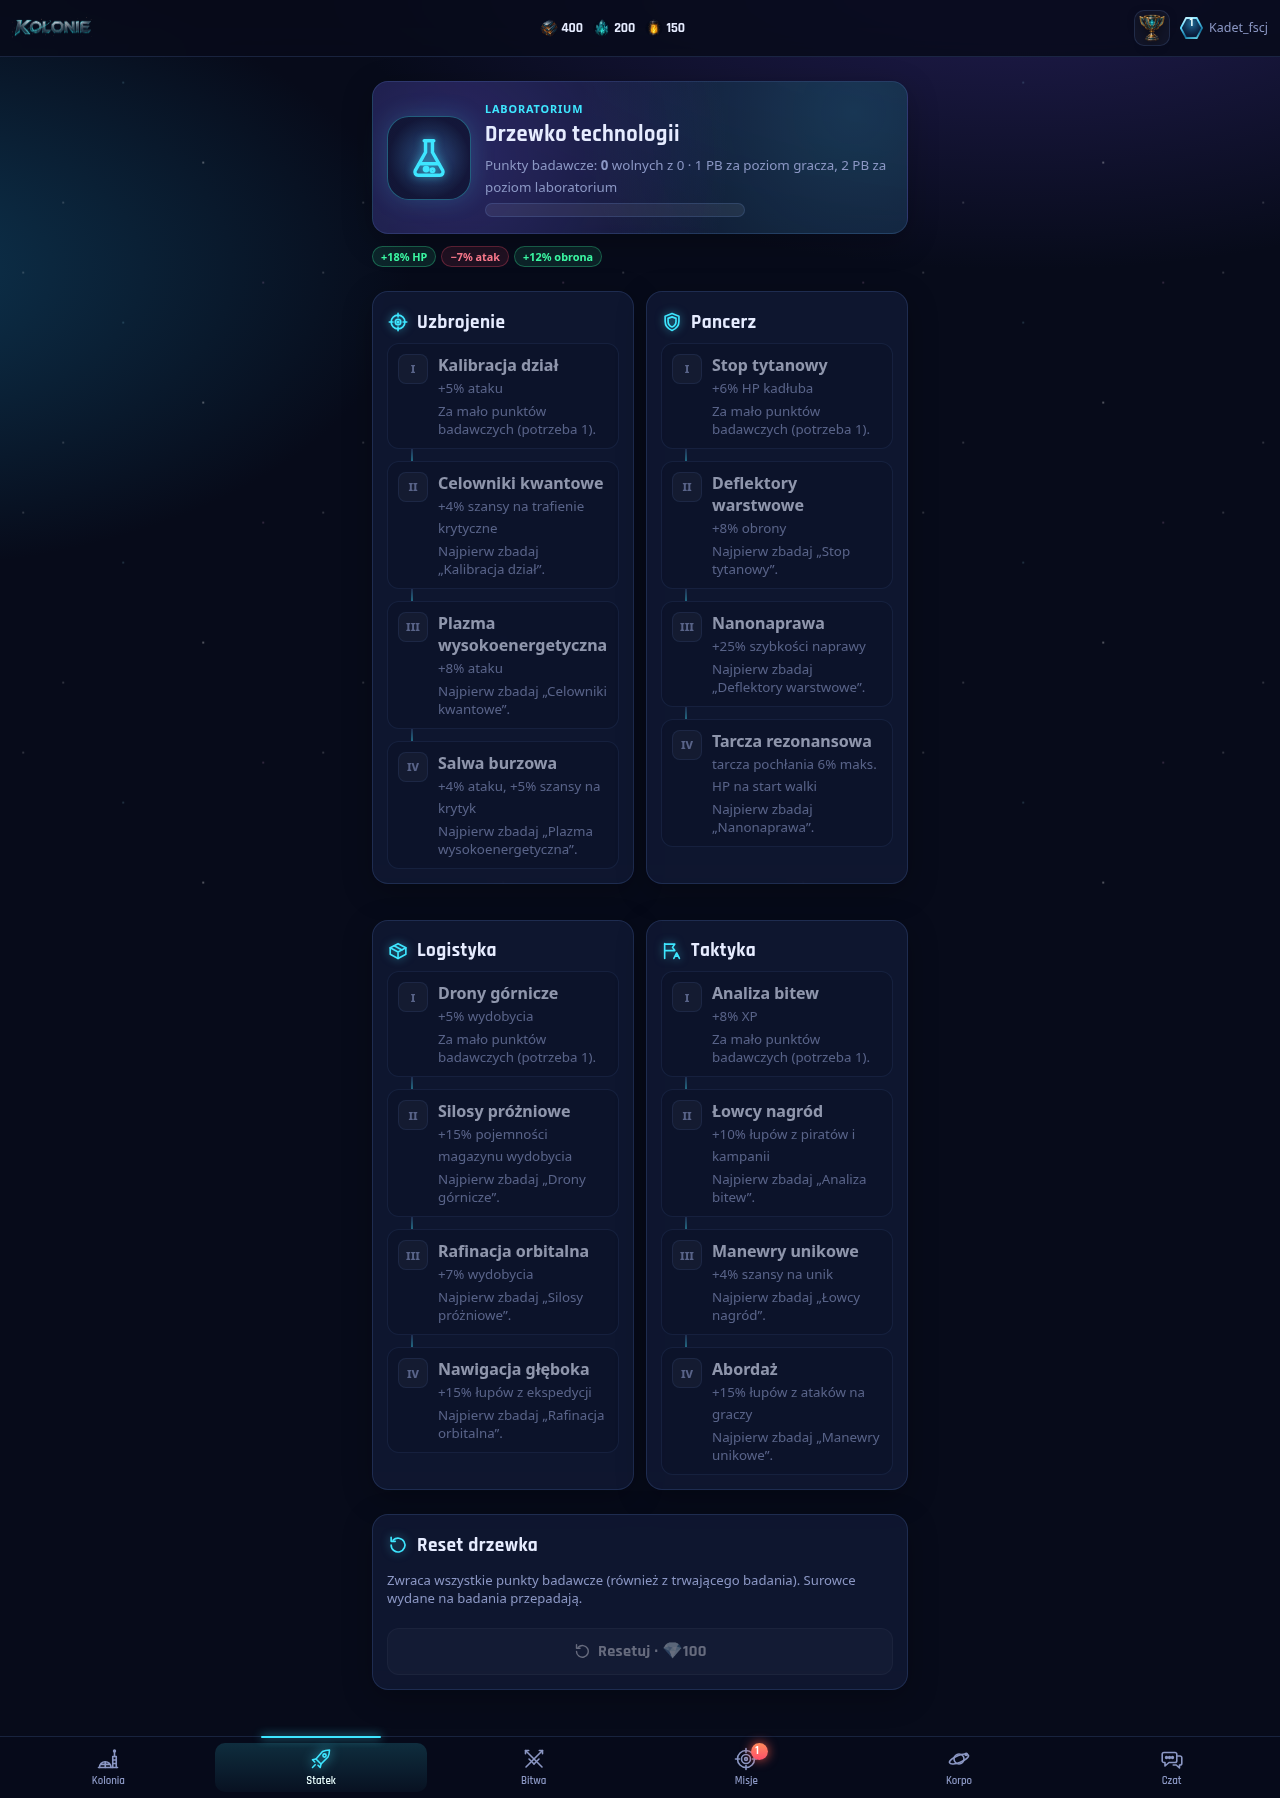 KOLONIE
400 200 150
Kadet_fscj
LABORATORIUM
Drzewko technologii
Punkty badawcze: 0 wolnych z 0 · 1 PB za poziom gracza, 2 PB za
poziom laboratorium
+18% HP −7% atak +12% obrona
Uzbrojenie
I
Kalibracja dział
+5% ataku
Za mało punktów
badawczych (potrzeba 1).
II
Celowniki kwantowe
+4% szansy na trafienie
krytyczne
Najpierw zbadaj
„Kalibracja dział”.
III
Plazma
wysokoenergetyczna
+8% ataku
Najpierw zbadaj „Celowniki
kwantowe”.
IV
Salwa burzowa
+4% ataku, +5% szansy na
krytyk
Najpierw zbadaj „Plazma
wysokoenergetyczna”.
Pancerz
I
Stop tytanowy
+6% HP kadłuba
Za mało punktów
badawczych (potrzeba 1).
II
Deflektory
warstwowe
+8% obrony
Najpierw zbadaj „Stop
tytanowy”.
III
Nanonaprawa
+25% szybkości naprawy
Najpierw zbadaj
„Deflektory warstwowe”.
IV
Tarcza rezonansowa
tarcza pochłania 6% maks.
HP na start walki
Najpierw zbadaj
„Nanonaprawa”.
Logistyka
I
Drony górnicze
+5% wydobycia
Za mało punktów
badawczych (potrzeba 1).
II
Silosy próżniowe
+15% pojemności
magazynu wydobycia
Najpierw zbadaj „Drony
górnicze”.
III
Rafinacja orbitalna
+7% wydobycia
Najpierw zbadaj „Silosy
próżniowe”.
IV
Nawigacja głęboka
+15% łupów z ekspedycji
Najpierw zbadaj „Rafinacja
orbitalna”.
Taktyka
I
Analiza bitew
+8% XP
Za mało punktów
badawczych (potrzeba 1).
II
Łowcy nagród
+10% łupów z piratów i
kampanii
Najpierw zbadaj „Analiza
bitew”.
III
Manewry unikowe
+4% szansy na unik
Najpierw zbadaj „Łowcy
nagród”.
IV
Abordaż
+15% łupów z ataków na
graczy
Najpierw zbadaj „Manewry
unikowe”.
Reset drzewka
Zwraca wszystkie punkty badawcze (również z trwającego badania). Surowce
wydane na badania przepadają.
Resetuj · 100
1
Kolonia Statek Bitwa Misje Korpo Czat